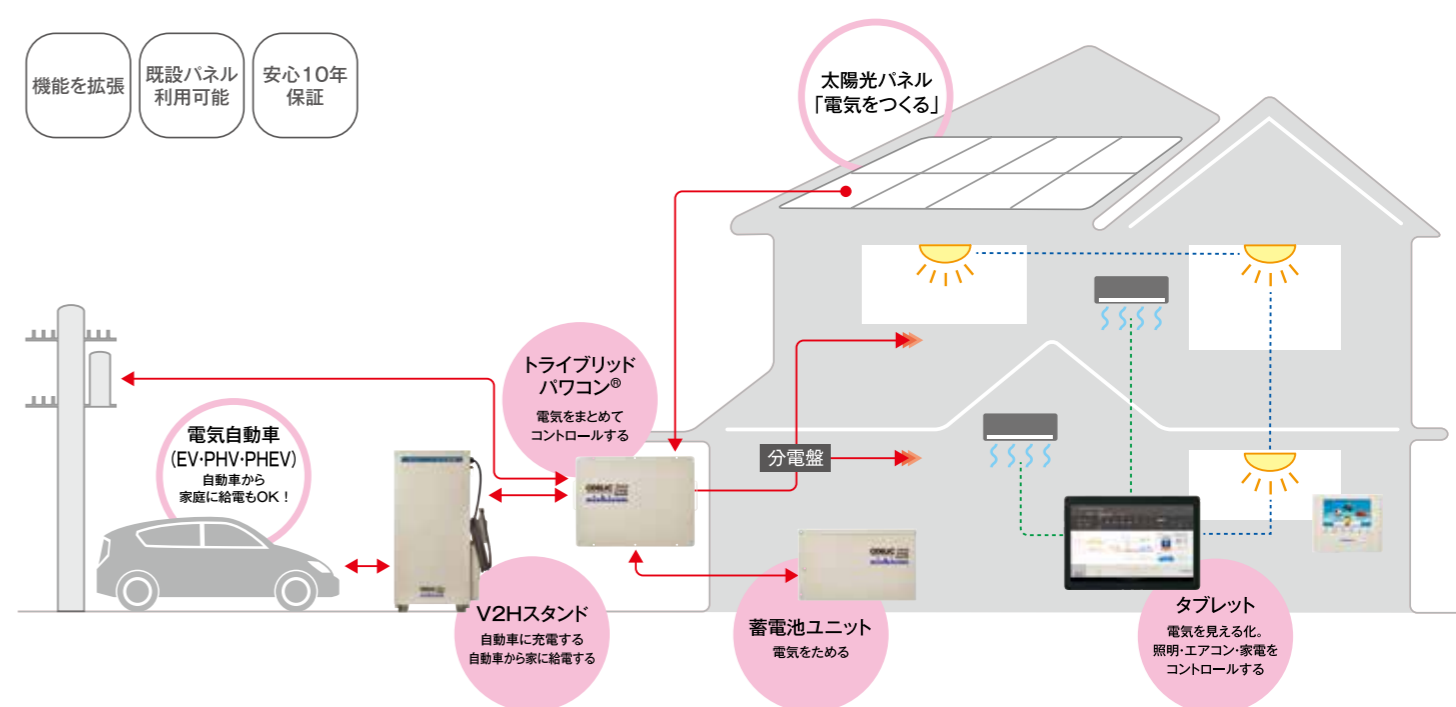 機能を拡張
既設パネル
利用可能
安心10年
保証
太陽光パネル
「電気をつくる」
トライブリッド
パワコン®
電気をまとめて
コントロールする
電気自動車
(EV・PHV・PHEV)
自動車から
家庭に給電もOK！
分電盤
V2Hスタンド
自動車に充電する
自動車から家に給電する
蓄電池ユニット
電気をためる
タブレット
電気を見える化。
照明・エアコン・家電を
コントロールする